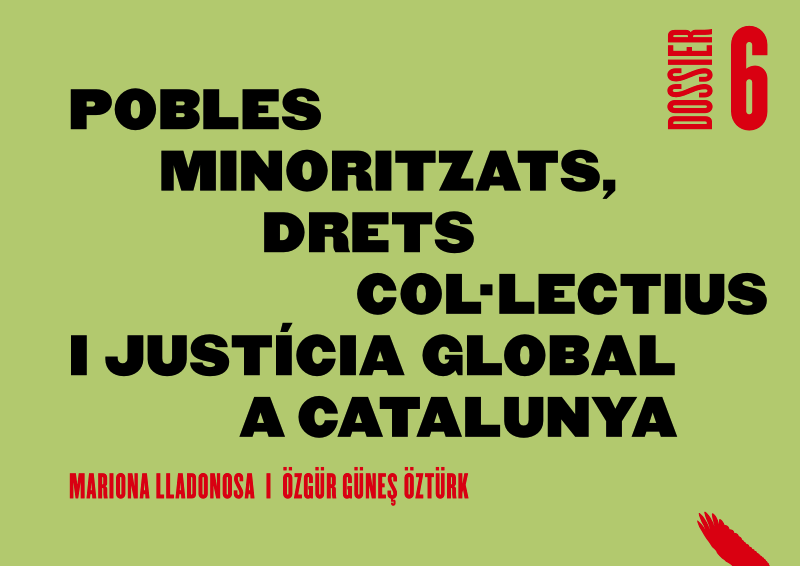 DOSSIER 6
POBLES
MINORITZATS,
DRETS
COL·LECTIUS
I JUSTÍCIA GLOBAL
A CATALUNYA
MARIONA LLADONOSA I ÖZGÜR GÜNEŞ ÖZTÜRK